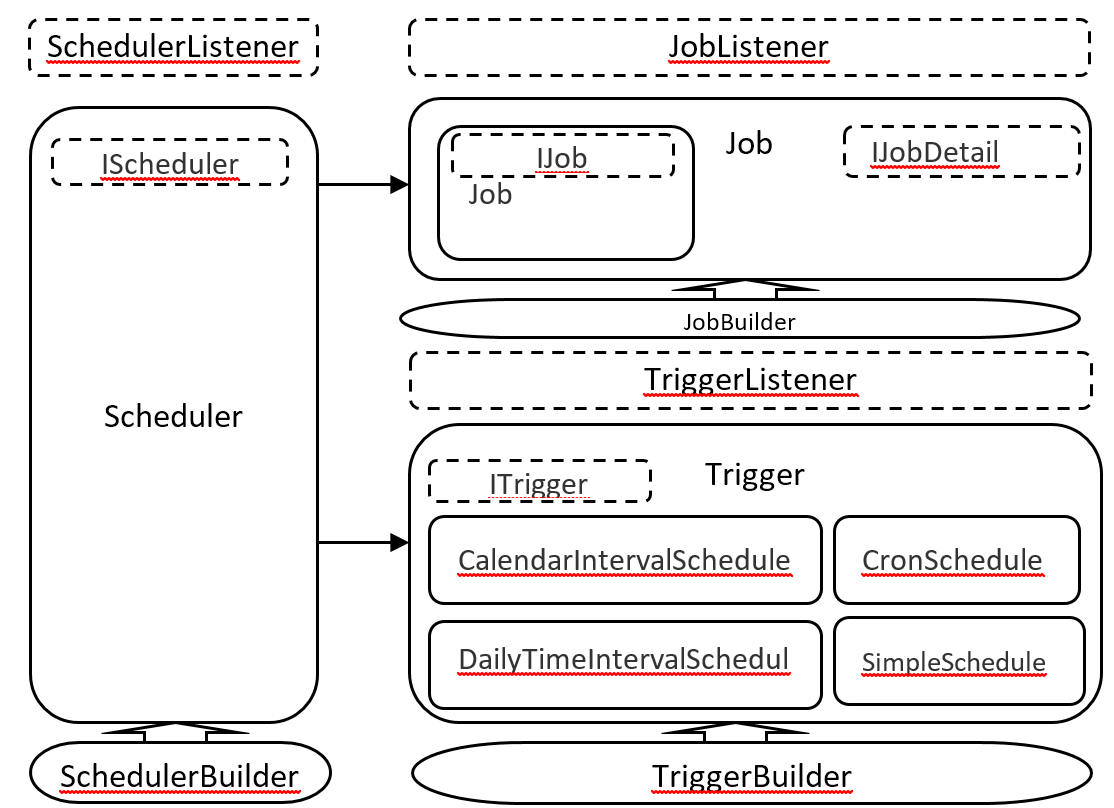 SchedulerListener
JobListener
IScheduler
IJob
Job
Job
IJobDetail
JobBuilder
TriggerListener
Scheduler
ITrigger
Trigger
CalendarIntervalSchedule
CronSchedule
DailyTimeIntervalSchedul
SimpleSchedule
SchedulerBuilder
TriggerBuilder